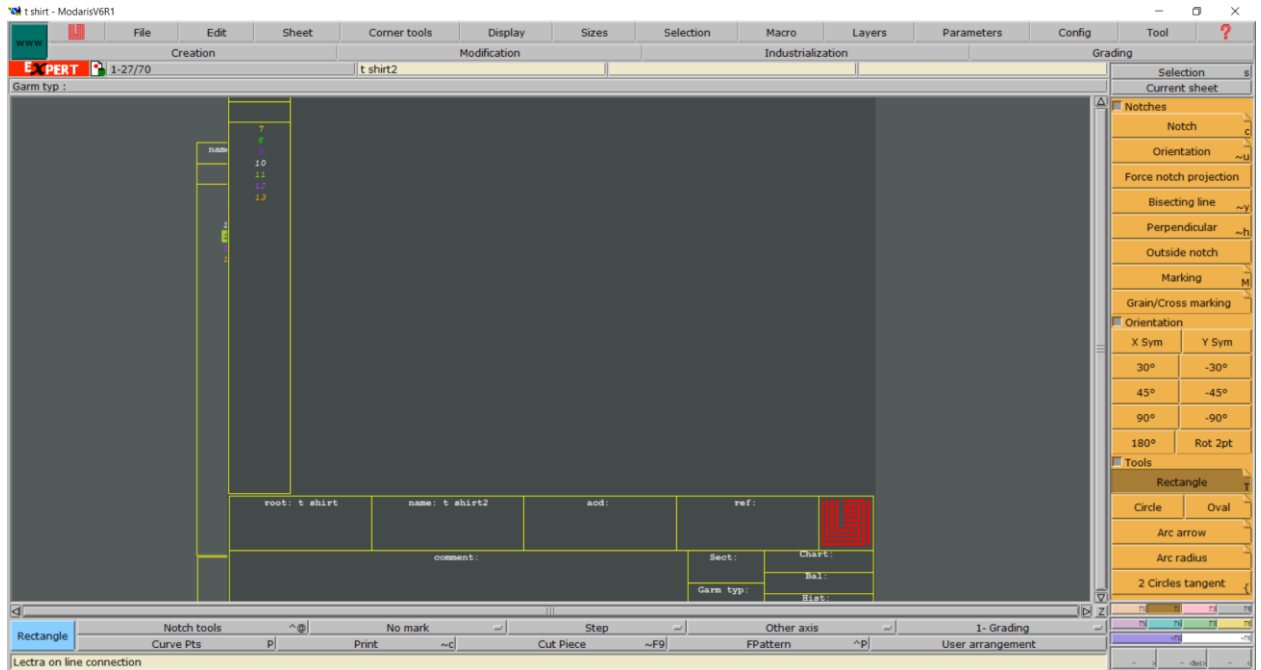 t shirt - ModarisV6R1
www File Edit Sheet Corner tools Display Sizes Selection Macro Layers Parameters Config Tool ?
Creation Modification Industrialization Grading
EXPERT 1-27/70 t shirt2
Garm typ :
Selection s
Current sheet
Notches
Notch c
Orientation ~u
Force notch projection
Bisecting line ~y
Perpendicular ~h
Outside notch
Marking M
Grain/Cross marking
Orientation
X Sym Y Sym
30° -30°
45° -45°
90° -90°
180° Rot 2pt
Tools
Rectangle T
Circle Oval
Arc arrow
Arc radius
2 Circles tangent {
7
8
10
11
12
13
root: t shirt name: t shirt2 acd: ref:
comment: Sect: Chart:
Bal:
Garm typ: Hist:
Z
Rectangle
Notch tools ^@ No mark Step Other axis 1- Grading
Curve Pts P Print ~c Cut Piece ~F9 FPattern ^P User arrangement
Lectra on line connection